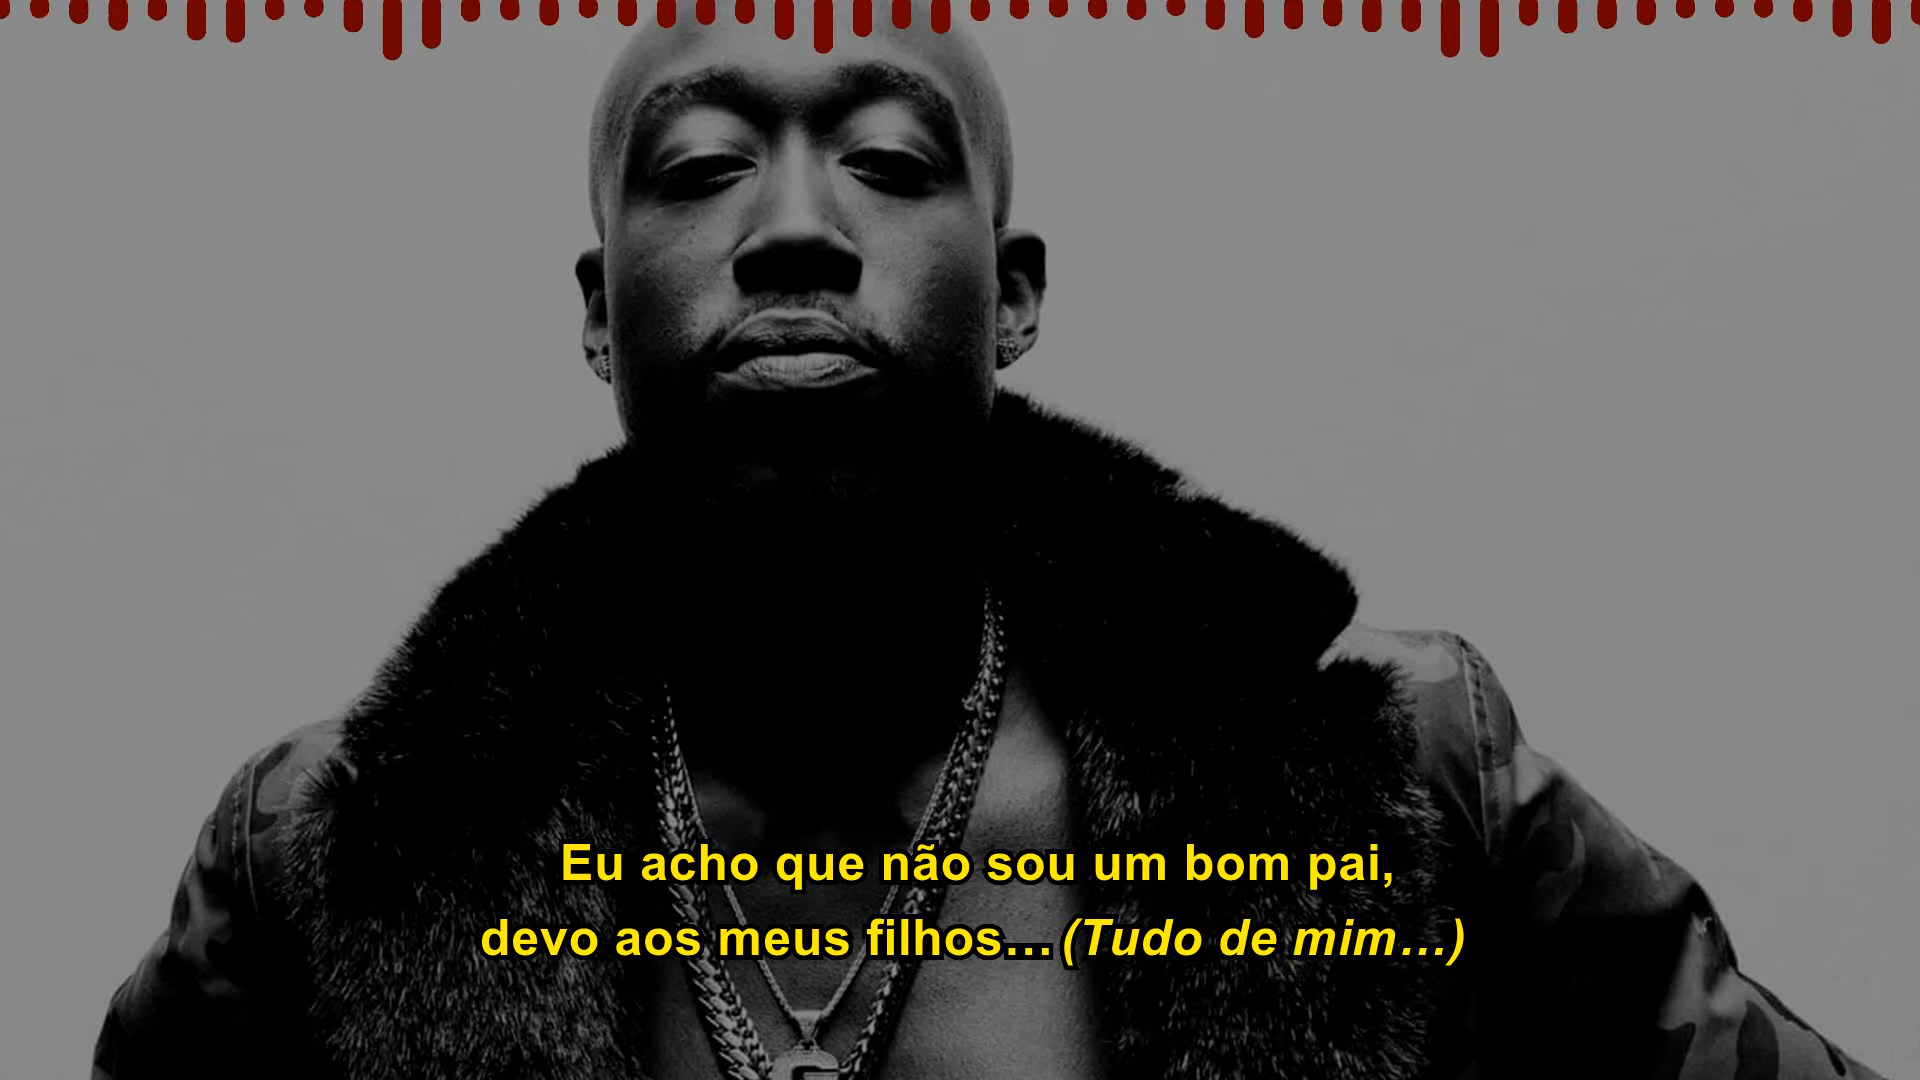 Eu acho que não sou um bom pai,
devo aos meus filhos...(Tudo de mim...)